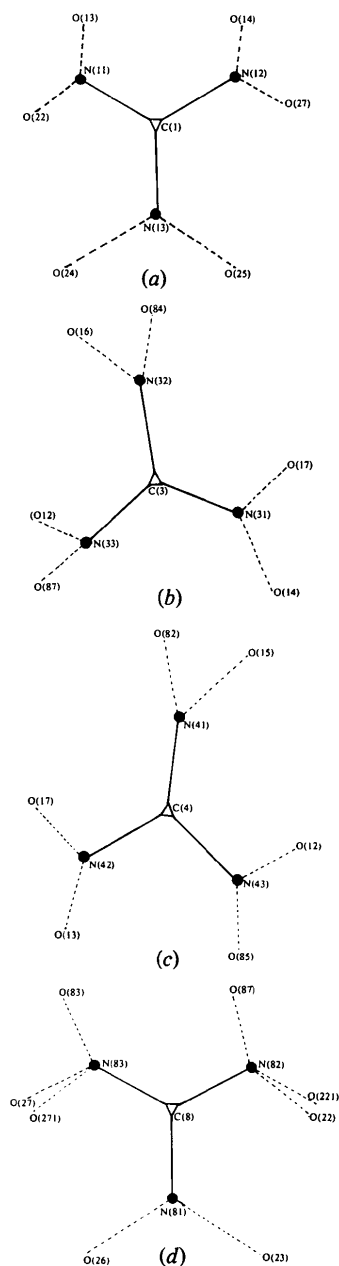 O(13)
O(14)
N(11)
N(12)
O(22)
O(27)
C(1)
N(13)
O(24)
O(25)
(a)
O(84)
O(16)
N(32)
O(17)
C(3)
N(31)
(O12)
N(33)
O(87)
O(14)
(b)
O(82)
O(15)
N(41)
O(17)
C(4)
O(12)
N(42)
N(43)
O(13)
O(85)
(c)
O(83)
O(87)
N(83)
N(82)
O(27)
O(221)
O(271)
C(8)
O(22)
N(81)
O(26)
O(23)
(d)